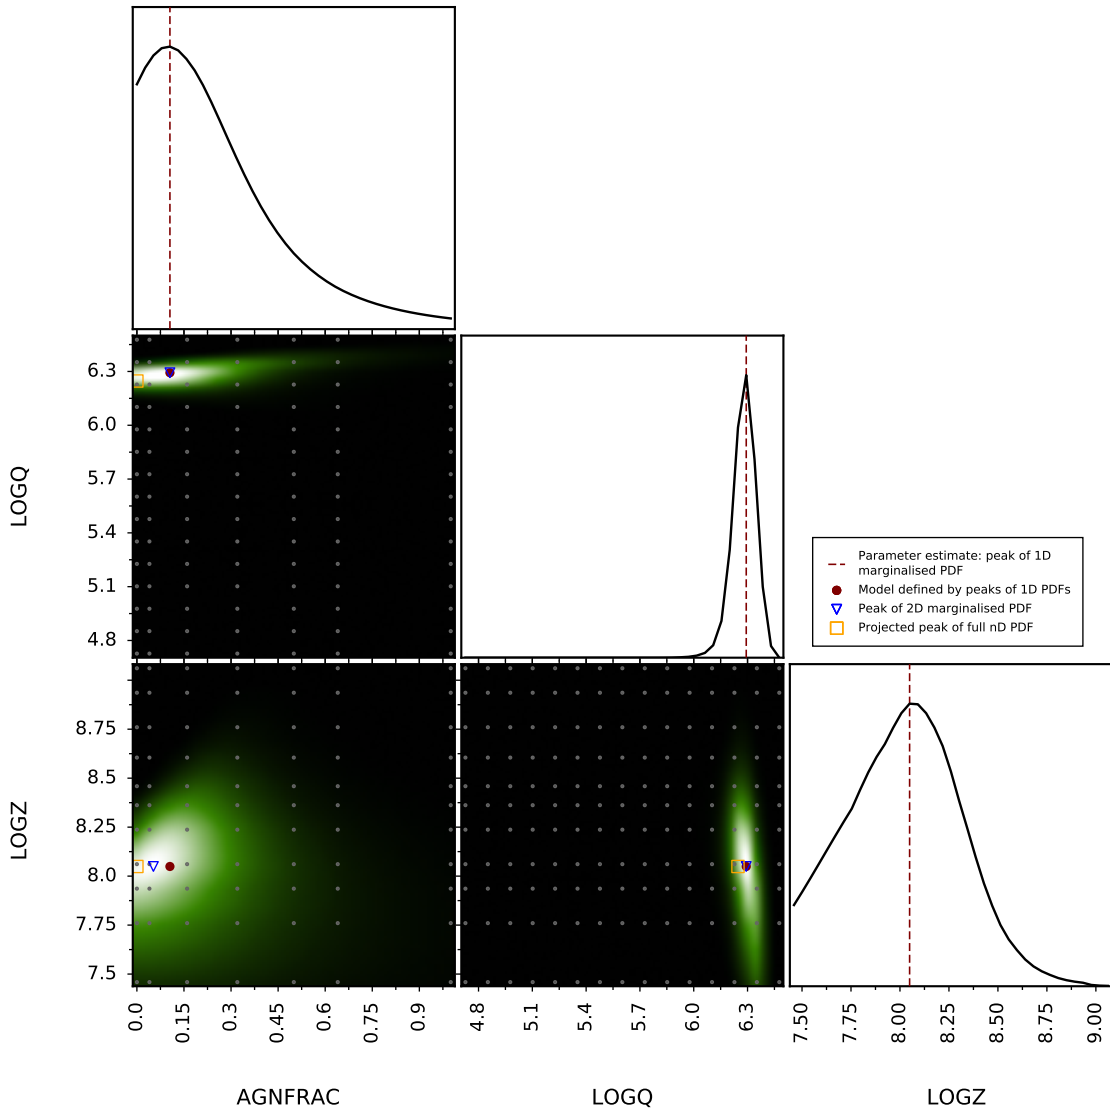 6.3
6.0
5.7
5.4
5.1
4.8
LOGQ
Parameter estimate: peak of 1D
marginalised PDF
Model defined by peaks of 1D PDFs
Peak of 2D marginalised PDF
Projected peak of full nD PDF
8.75
8.5
8.25
8.0
7.75
7.5
LOGZ
0.0 0.15 0.3 0.45 0.6 0.75 0.9
4.8 5.1 5.4 5.7 6.0 6.3
7.50 7.75 8.00 8.25 8.50 8.75 9.00
AGNFRAC LOGQ LOGZ